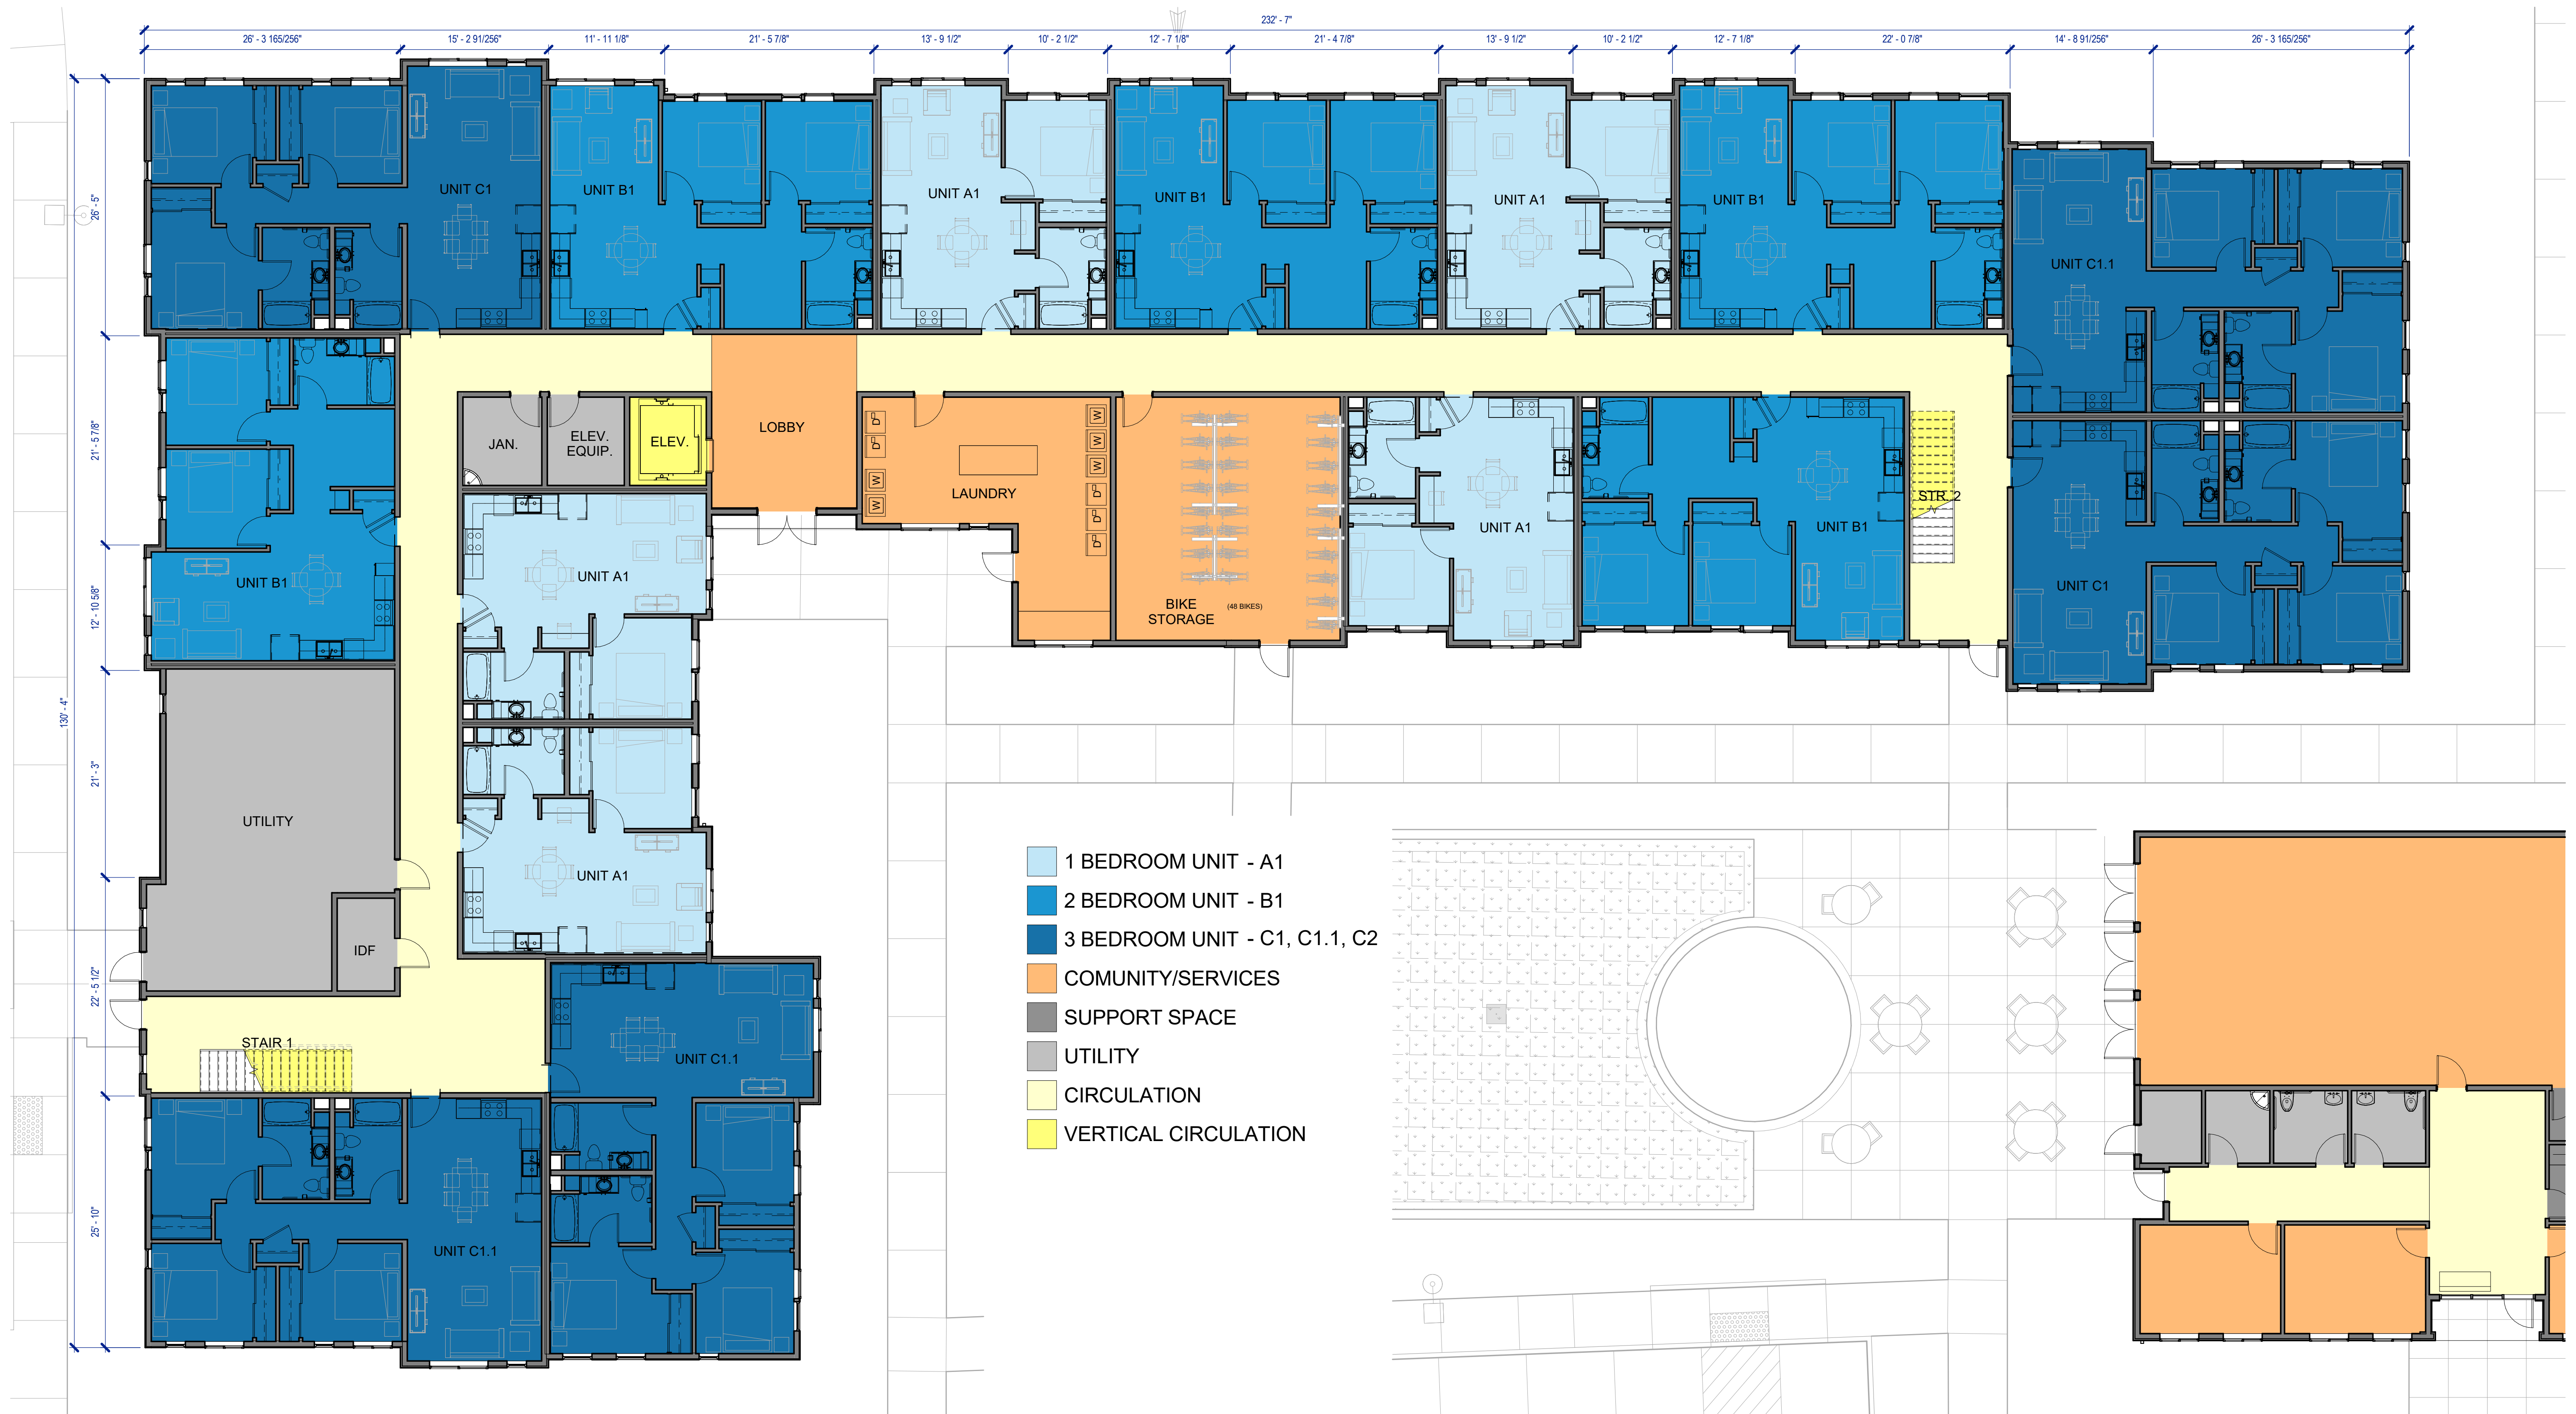 232' - 7"
26' - 3 165/256"
15' - 2 91/256"
11' - 11 1/8"
21' - 5 7/8"
13' - 9 1/2"
10' - 2 1/2"
12' - 7 1/8"
21' - 4 7/8"
13' - 9 1/2"
10' - 2 1/2"
12' - 7 1/8"
22' - 0 7/8"
14' - 8 91/256"
26' - 3 165/256"
130' - 4"
26' - 5"
21' - 5 7/8"
12' - 10 5/8"
21' - 3"
22' - 5 1/2"
25' - 10"
UNIT C1
UNIT B1
UNIT A1
UNIT B1
UNIT A1
UNIT B1
UNIT C1.1
JAN.
ELEV.
EQUIP.
ELEV.
LOBBY
LAUNDRY
D
D
W
W
W
W
W
D
D
D
BIKE
STORAGE
(48 BIKES)
UNIT A1
UNIT B1
STR. 2
UNIT C1
UNIT B1
UNIT A1
UTILITY
UNIT A1
IDF
STAIR 1
UNIT C1.1
UNIT C1.1
1 BEDROOM UNIT - A1
2 BEDROOM UNIT - B1
3 BEDROOM UNIT - C1, C1.1, C2
COMUNITY/SERVICES
SUPPORT SPACE
UTILITY
CIRCULATION
VERTICAL CIRCULATION